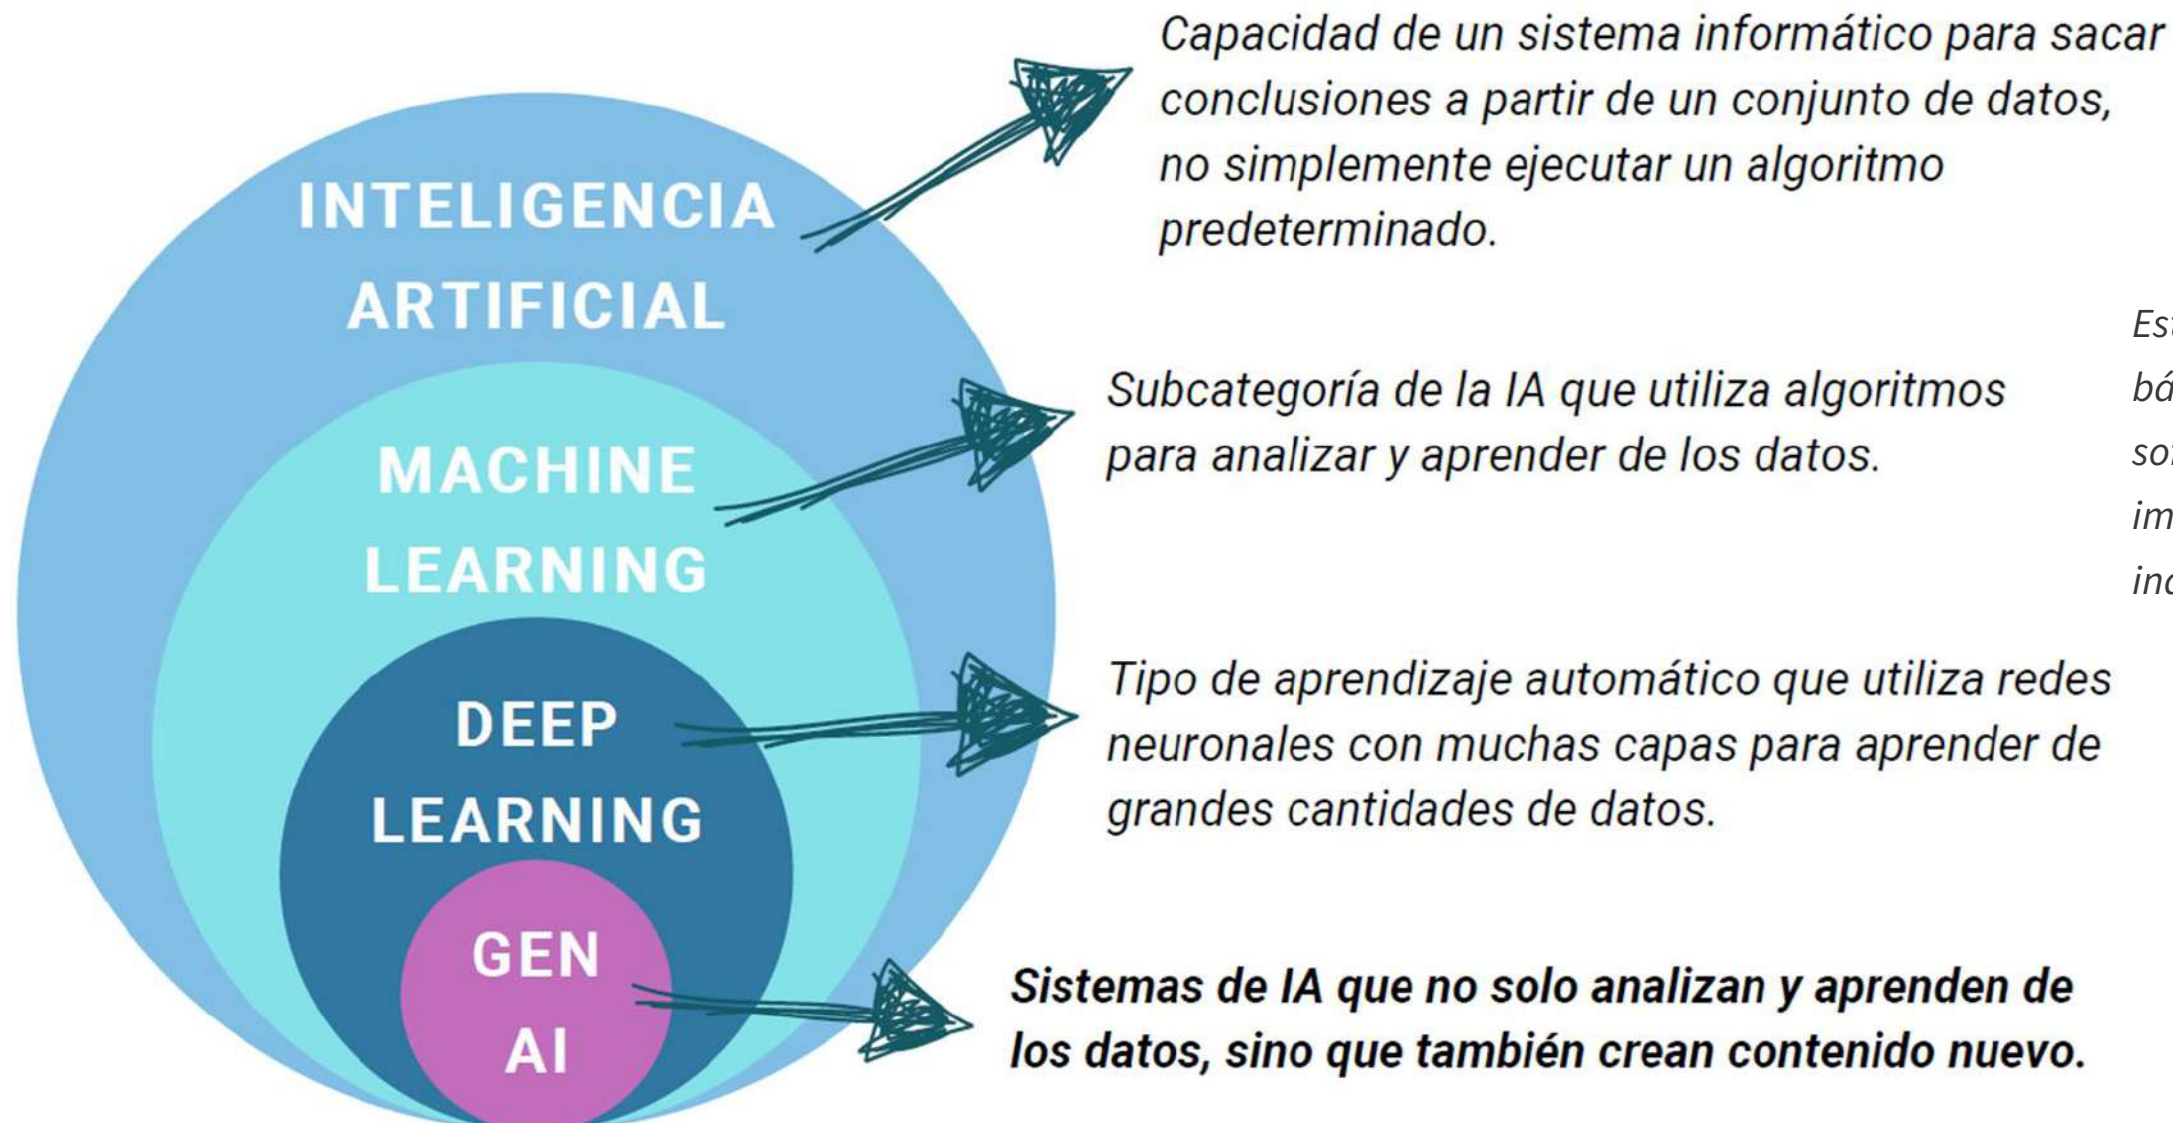 Capacidad de un sistema informático para sacar
conclusiones a partir de un conjunto de datos,
no simplemente ejecutar un algoritmo
predeterminado.
INTELIGENCIA
ARTIFICIAL
Subcategoría de la IA que utiliza algoritmos
para analizar y aprender de los datos.
MACHINE
LEARNING
Tipo de aprendizaje automático que utiliza redes
neuronales con muchas capas para aprender de
grandes cantidades de datos.
DEEP
LEARNING
Sistemas de IA que no solo analizan y aprenden de
los datos, sino que también crean contenido nuevo.
GEN
AI